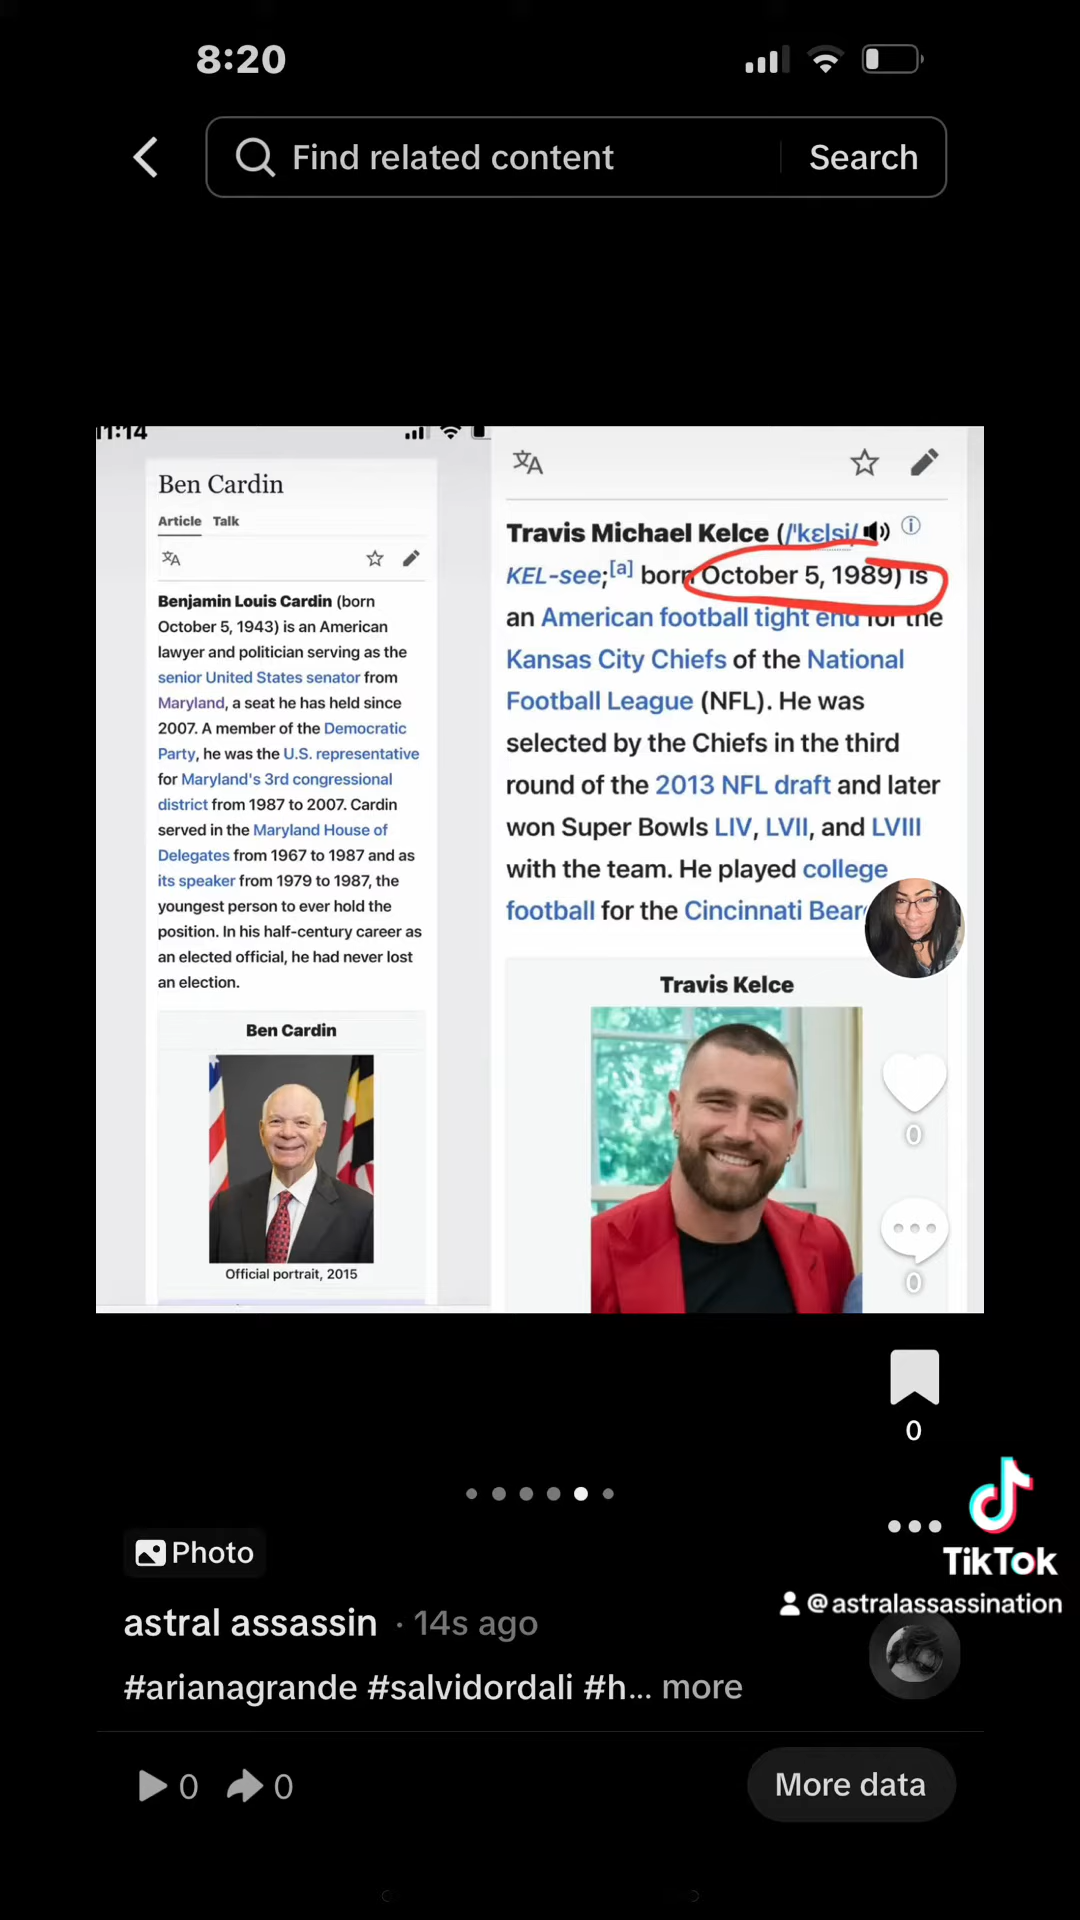 8:20
Find related content
Search
11:14
Ben Cardin
Article Talk
Benjamin Louis Cardin (born
October 5, 1943) is an American
lawyer and politician serving as the
senior United States senator from
Maryland, a seat he has held since
2007. A member of the Democratic
Party, he was the U.S. representative
for Maryland's 3rd congressional
district from 1987 to 2007. Cardin
served in the Maryland House of
Delegates from 1967 to 1987 and as
its speaker from 1979 to 1987, the
youngest person to ever hold the
position. In his half-century career as
an elected official, he had never lost
an election.
Ben Cardin
Official portrait, 2015
Travis Michael Kelce (/ˈkɛlsi/
KEL-see;[a] born October 5, 1989) is
an American football tight end for the
Kansas City Chiefs of the National
Football League (NFL). He was
selected by the Chiefs in the third
round of the 2013 NFL draft and later
won Super Bowls LIV, LVII, and LVIII
with the team. He played college
football for the Cincinnati Bear
Travis Kelce
0
0
0
Photo
TikTok
@astralassassination
astral assassin · 14s ago
#arianagrande #salvidordali #h... more
0 0
More data